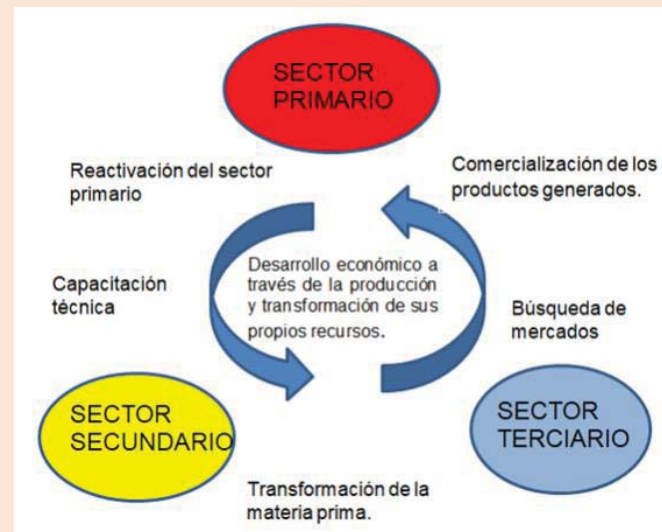 SECTOR
PRIMARIO
Reactivación del sector
primario
Comercialización de los
productos generados.
Capacitación
técnica
Desarrollo económico a
través de la producción
y transformación de sus
propios recursos.
Búsqueda de
mercados
SECTOR
SECUNDARIO
SECTOR
TERCIARIO
Transformación de la
materia prima.